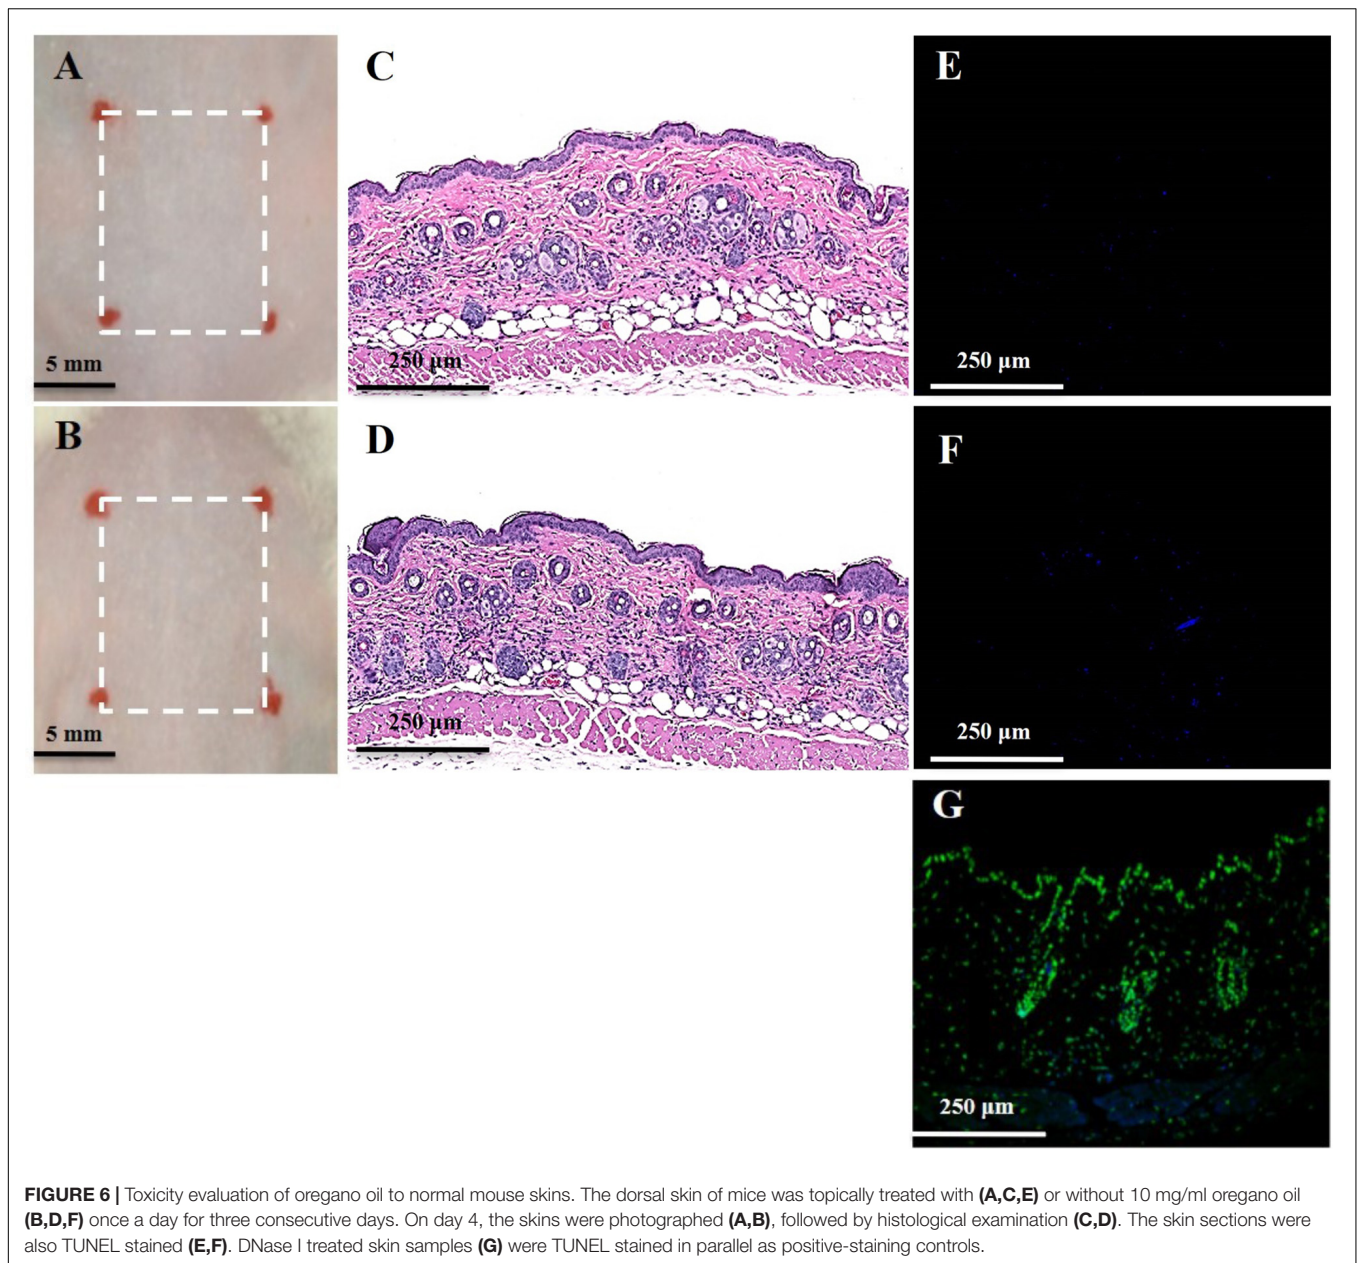 A
5 mm
C
250 μm
E
250 μm
B
5 mm
D
250 μm
F
250 μm
G
250 μm
FIGURE 6 | Toxicity evaluation of oregano oil to normal mouse skins. The dorsal skin of mice was topically treated with (A,C,E) or without 10 mg/ml oregano oil
(B,D,F) once a day for three consecutive days. On day 4, the skins were photographed (A,B), followed by histological examination (C,D). The skin sections were
also TUNEL stained (E,F). DNase I treated skin samples (G) were TUNEL stained in parallel as positive-staining controls.